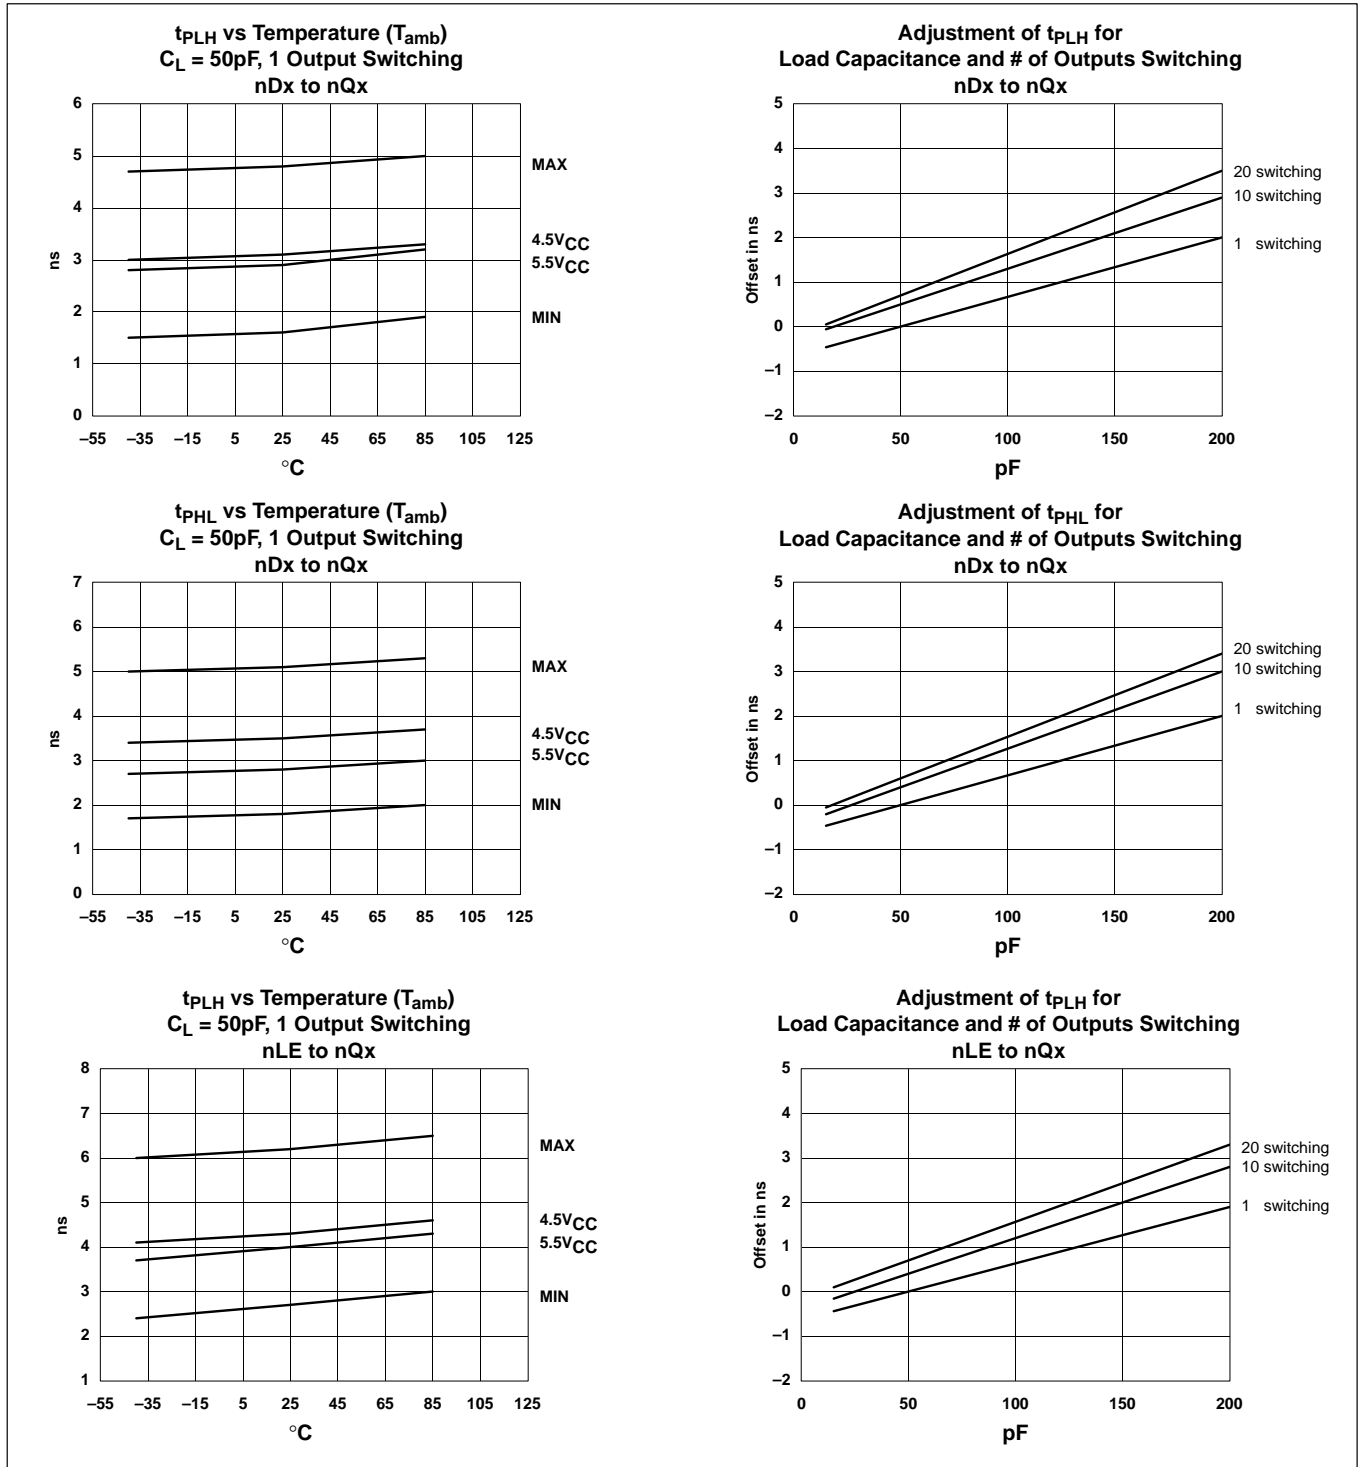 tPLH vs Temperature (Tamb)
CL = 50pF, 1 Output Switching
nDx to nQx
6
5
4
3
2
1
0
ns
MAX
4.5VCC
5.5VCC
MIN
–55 –35 –15 5 25 45 65 85 105 125
°C
Adjustment of tPLH for
Load Capacitance and # of Outputs Switching
nDx to nQx
5
4
3
2
1
0
–1
–2
Offset in ns
20 switching
10 switching
1 switching
0 50 100 150 200
pF
tPHL vs Temperature (Tamb)
CL = 50pF, 1 Output Switching
nDx to nQx
7
6
5
4
3
2
1
0
ns
MAX
4.5VCC
5.5VCC
MIN
–55 –35 –15 5 25 45 65 85 105 125
°C
Adjustment of tPHL for
Load Capacitance and # of Outputs Switching
nDx to nQx
5
4
3
2
1
0
–1
–2
Offset in ns
20 switching
10 switching
1 switching
0 50 100 150 200
pF
tPLH vs Temperature (Tamb)
CL = 50pF, 1 Output Switching
nLE to nQx
8
7
6
5
4
3
2
1
ns
MAX
4.5VCC
5.5VCC
MIN
–55 –35 –15 5 25 45 65 85 105 125
°C
Adjustment of tPLH for
Load Capacitance and # of Outputs Switching
nLE to nQx
5
4
3
2
1
0
–1
–2
Offset in ns
20 switching
10 switching
1 switching
0 50 100 150 200
pF